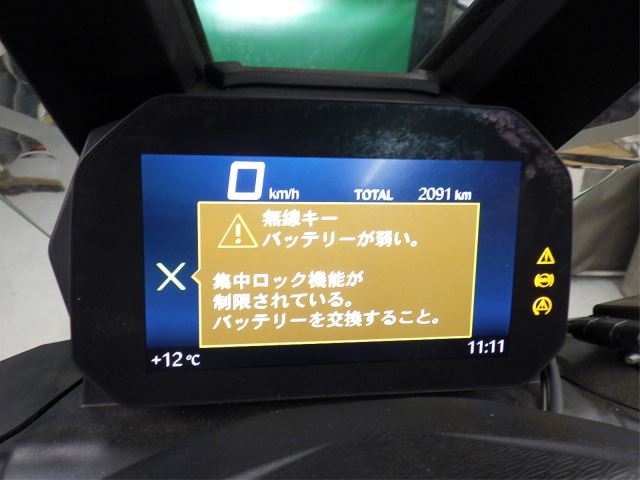 0 km/h TOTAL 2091 km
無線キー
バッテリーが弱い。
集中ロック機能が
制限されている。
バッテリーを交換すること。
+12°C 11:11